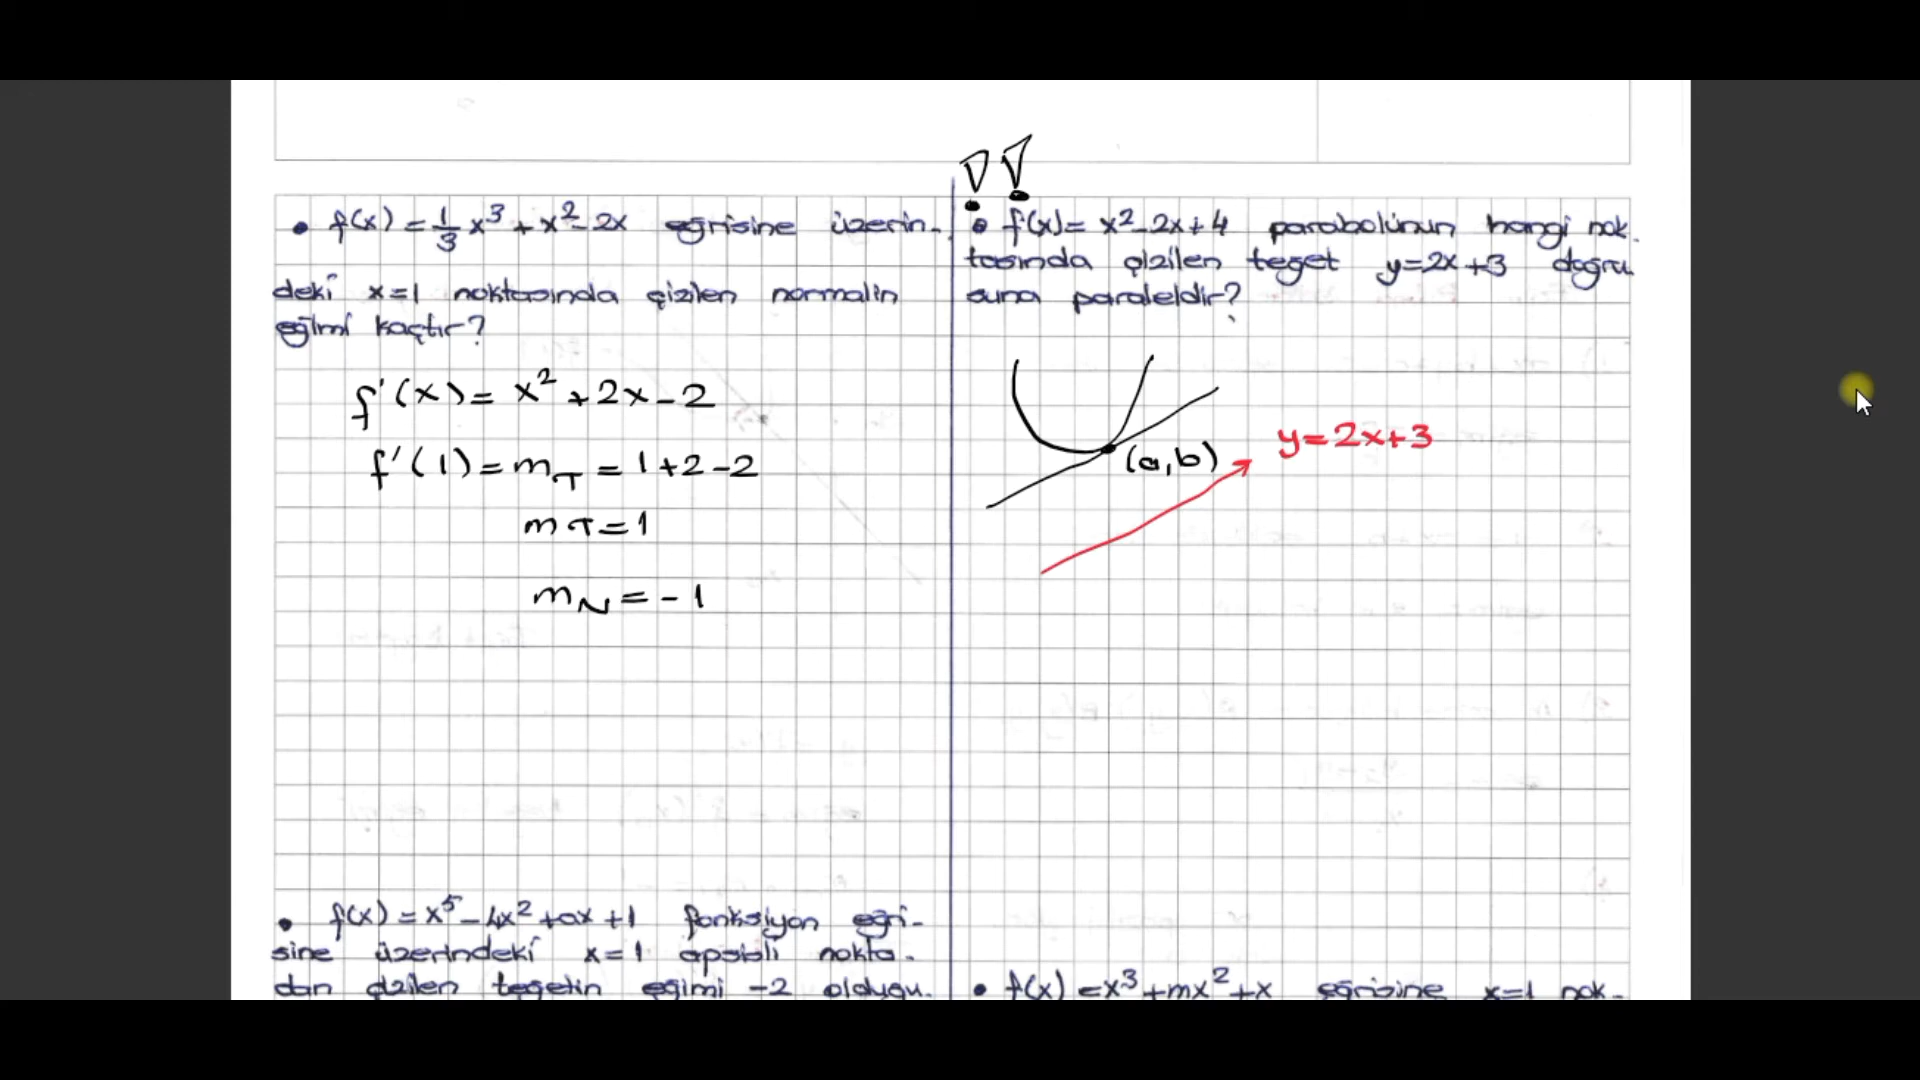 • f(x) = 1/3 x³ + x² - 2x eğrisine üzerin-
deki x=1 noktasında çizilen normalin
eğimi kaçtır?
f'(x) = x² + 2x - 2
f'(1) = m_T = 1 + 2 - 2
m_T = 1
m_N = -1
• f(x) = x⁵ - 4x² + ax + 1 fonksiyon eğri-
sine üzerindeki x=1 apsisli nokta-
dan çizilen teğetin eğimi -2 olduğu-
!!
• f(x) = x² - 2x + 4 parabolünün hangi nok-
tasında çizilen teğet y=2x+3 doğru
suna paraleldir?
(a,b)
y=2x+3
• f(x) = x³ + mx² + x eğrisine x=1 nok-